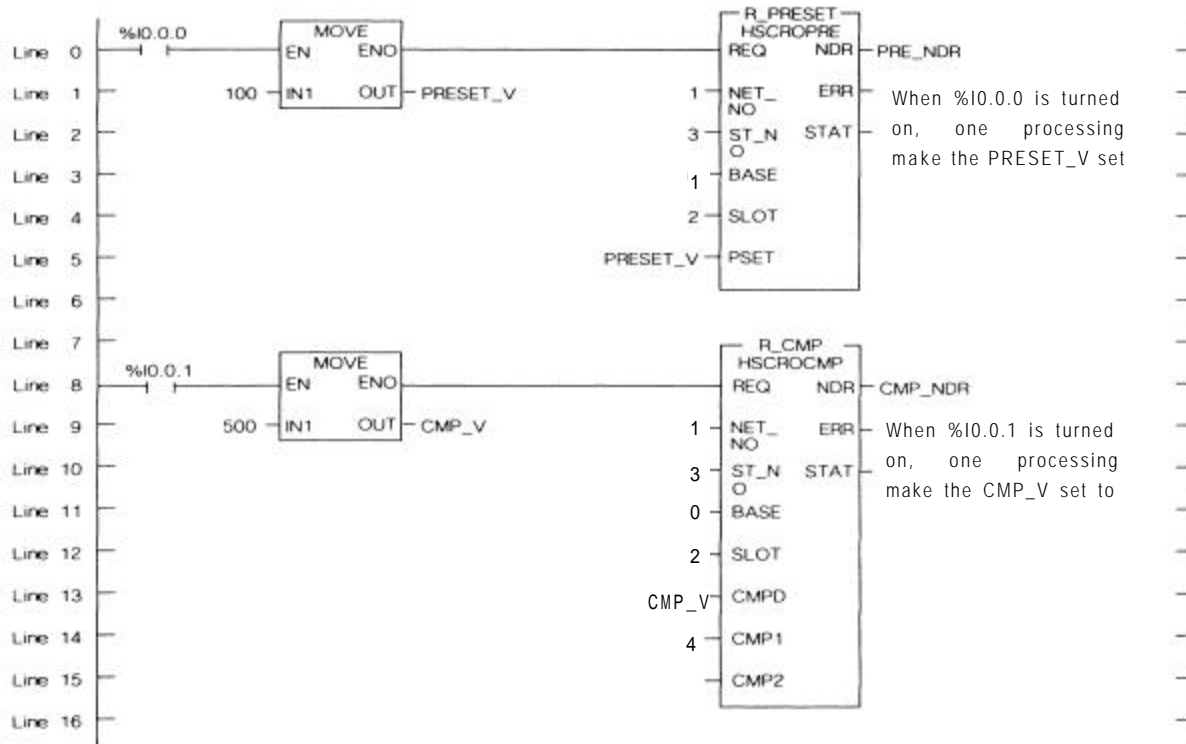 R_PRESET
%I0.0.0 MOVE HSCROPRE
Line 0 EN ENO REQ NDR PRE_NDR
Line 1 100 IN1 OUT PRESET_V 1 NET_ ERR
NO
When %I0.0.0 is turned
Line 2 3 ST_N STAT
O
on, one processing
make the PRESET_V set
Line 3 1 BASE
Line 4 2 SLOT
Line 5 PRESET_V PSET
Line 6
Line 7
R_CMP
%I0.0.1 MOVE HSCROCMP
Line 8 EN ENO REQ NDR CMP_NDR
Line 9 500 IN1 OUT CMP_V 1 NET_ ERR
NO
When %I0.0.1 is turned
Line 10 3 ST_N STAT
O
on, one processing
make the CMP_V set to
Line 11 0 BASE
Line 12 2 SLOT
Line 13 CMP_V CMPD
Line 14 4 CMP1
Line 15 CMP2
Line 16